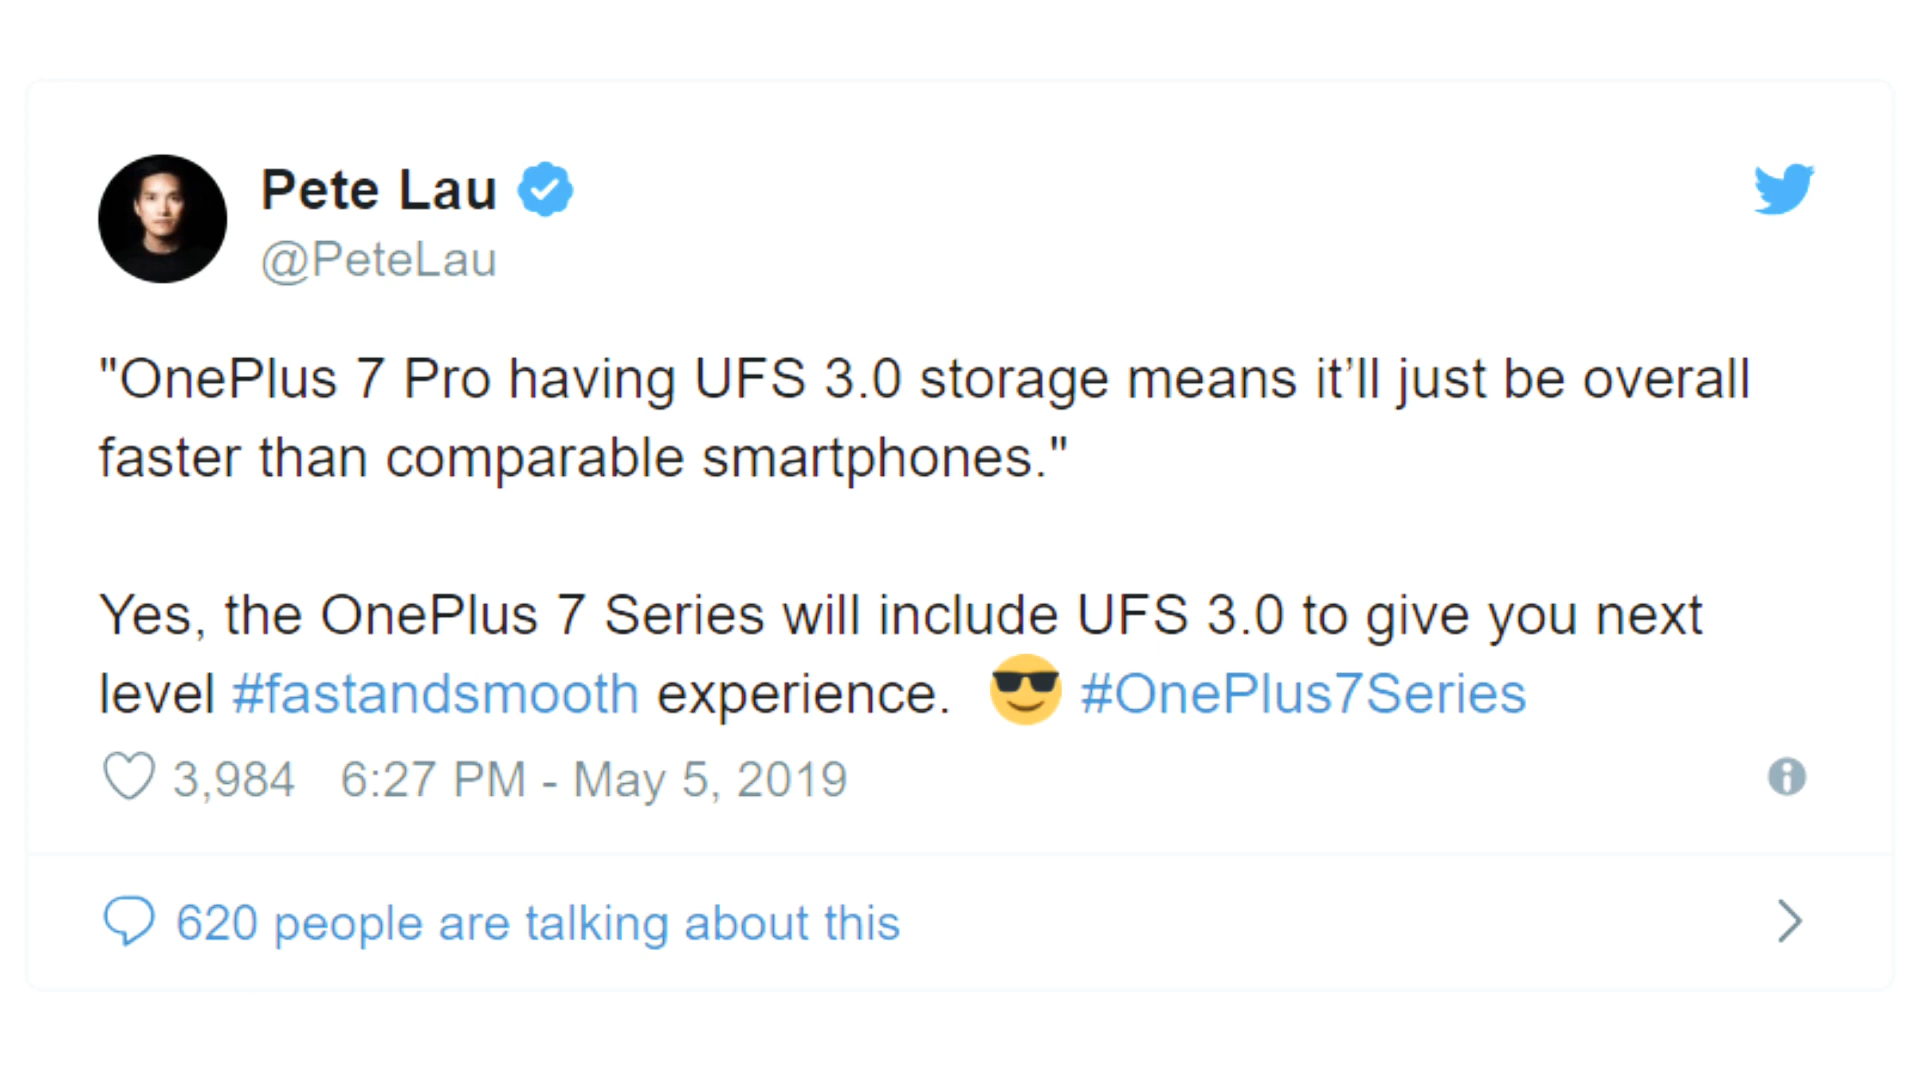 Pete Lau
@PeteLau
"OnePlus 7 Pro having UFS 3.0 storage means it’ll just be overall
faster than comparable smartphones."
Yes, the OnePlus 7 Series will include UFS 3.0 to give you next
level #fastandsmooth experience. 😎 #OnePlus7Series
3,984 6:27 PM - May 5, 2019
620 people are talking about this